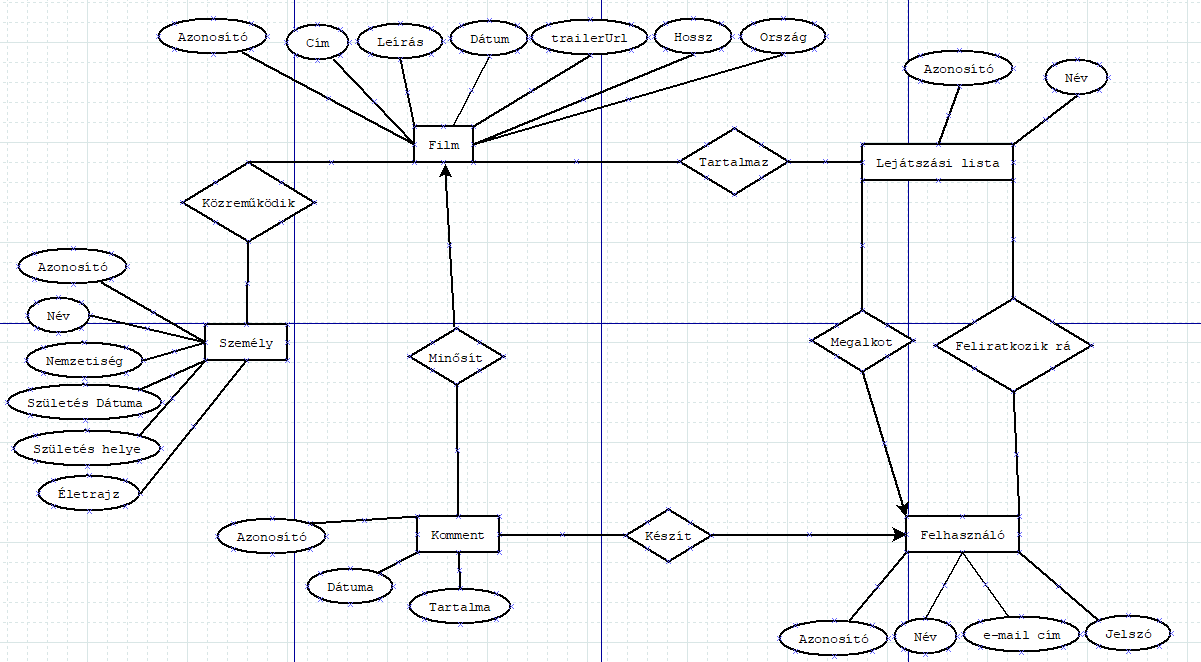 Azonosító
Cím
Leírás
Dátum
trailerUrl
Hossz
Ország
Azonosító
Név
Film
Tartalmaz
Lejátszási lista
Közreműködik
Azonosító
Név
Nemzetiség
Születés Dátuma
Születés helye
Életrajz
Személy
Minősít
Megalkot
Feliratkozik rá
Azonosító
Komment
Készít
Felhasználó
Dátuma
Tartalma
Azonosító
Név
e-mail cím
Jelszó